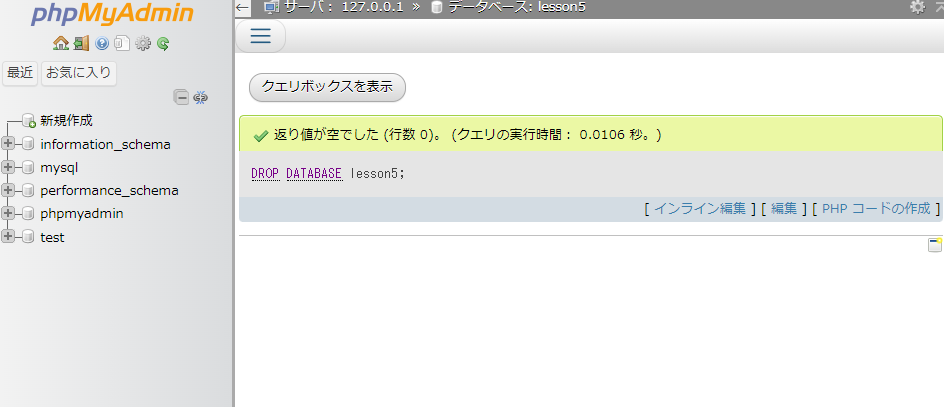 phpMyAdmin
最近 お気に入り
新規作成
information_schema
mysql
performance_schema
phpmyadmin
test
サーバ: 127.0.0.1 » データベース: lesson5
クエリボックスを表示
返り値が空でした (行数 0)。 (クエリの実行時間: 0.0106 秒。)
DROP DATABASE lesson5;
[ インライン編集 ] [ 編集 ] [ PHP コードの作成 ]